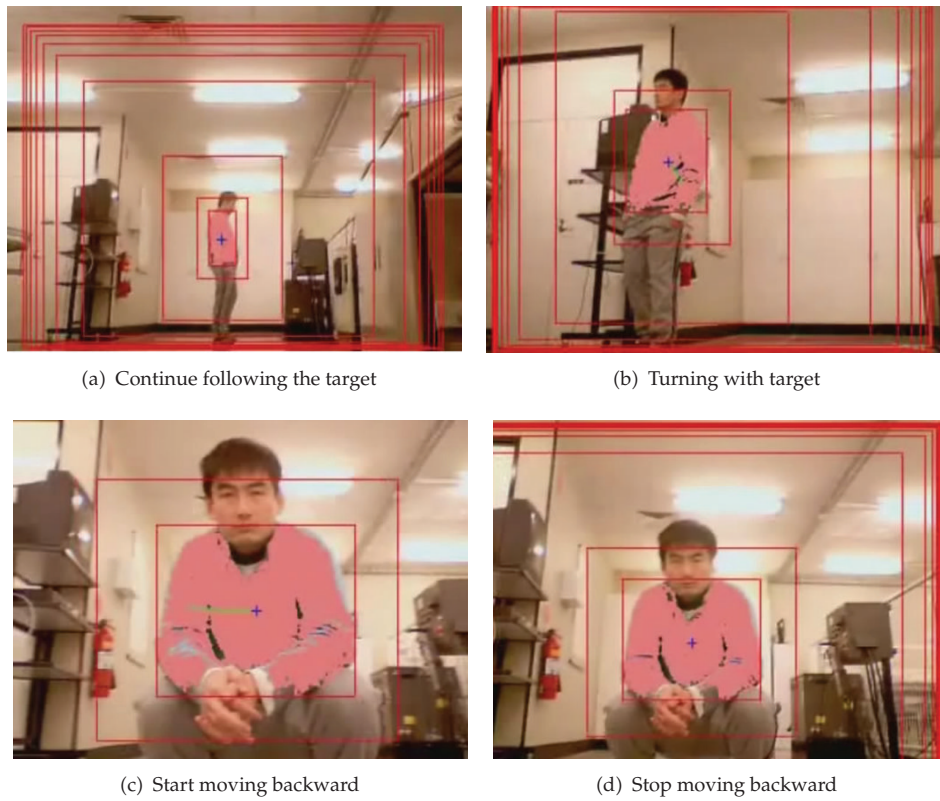 (a) Continue following the target
(b) Turning with target
(c) Start moving backward
(d) Stop moving backward